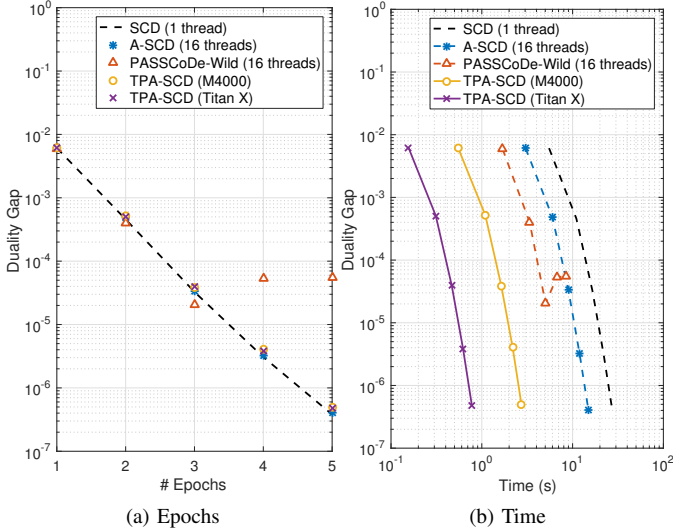 SCD (1 thread)
A-SCD (16 threads)
PASSCoDe-Wild (16 threads)
TPA-SCD (M4000)
TPA-SCD (Titan X)
10^1
10^0
10^-1
10^-2
10^-3
10^-4
10^-5
10^-6
10^-7
Duality Gap
1 2 3 4 5
# Epochs
(a) Epochs
SCD (1 thread)
A-SCD (16 threads)
PASSCoDe-Wild (16 threads)
TPA-SCD (M4000)
TPA-SCD (Titan X)
10^1
10^0
10^-1
10^-2
10^-3
10^-4
10^-5
10^-6
10^-7
Duality Gap
10^-1 10^0 10^1 10^2
Time (s)
(b) Time